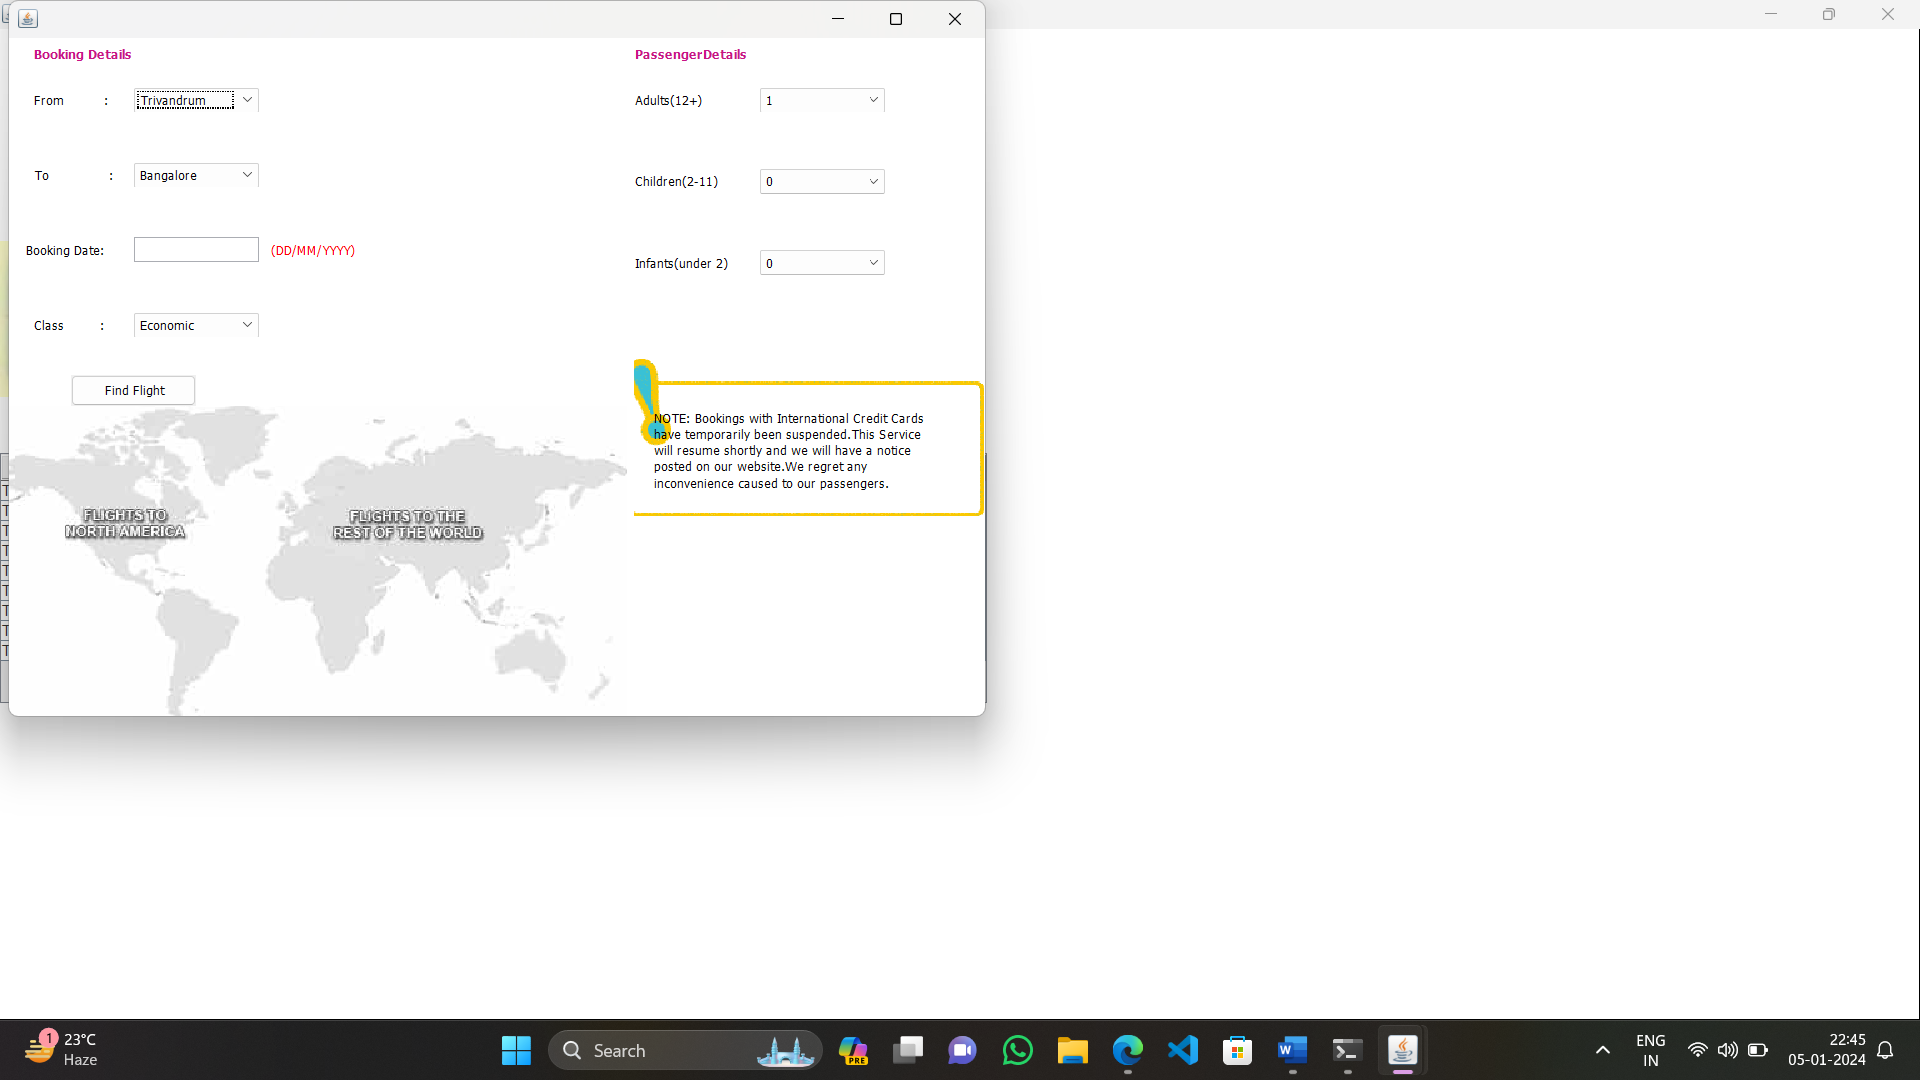 Booking Details
From :
Trivandrum
To :
Bangalore
Booking Date:
(DD/MM/YYYY)
Class :
Economic
Find Flight
FLIGHTS TO
NORTH AMERICA
FLIGHTS TO THE
REST OF THE WORLD
PassengerDetails
Adults(12+)
1
Children(2-11)
0
Infants(under 2)
0
NOTE: Bookings with International Credit Cards
have temporarily been suspended.This Service
will resume shortly and we will have a notice
posted on our website.We regret any
inconvenience caused to our passengers.
T
T
T
T
T
T
T
T
T
1
23°C
Haze
Search
PRE
W
ENG
IN
22:45
05-01-2024